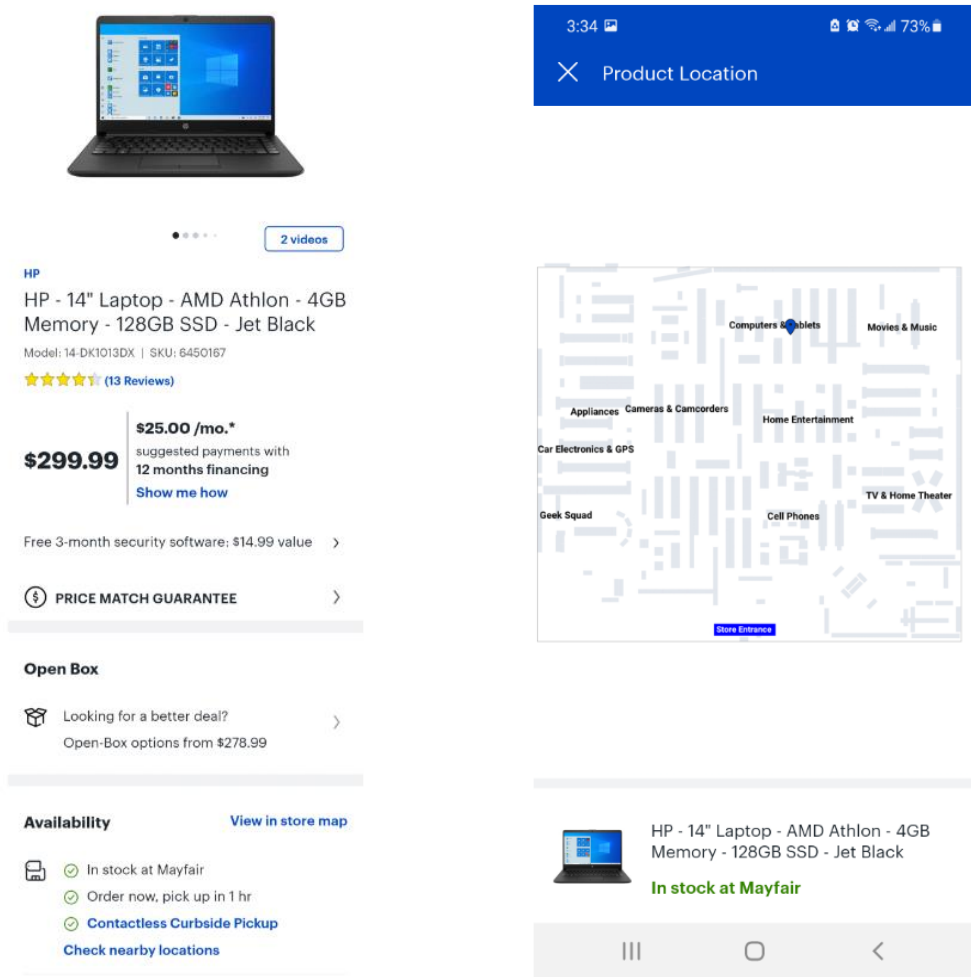 2 videos
HP
HP - 14" Laptop - AMD Athlon - 4GB
Memory - 128GB SSD - Jet Black
Model: 14-DK1013DX | SKU: 6450167
(13 Reviews)
$299.99
$25.00 /mo.*
suggested payments with
12 months financing
Show me how
Free 3-month security software: $14.99 value
PRICE MATCH GUARANTEE
Open Box
Looking for a better deal?
Open-Box options from $278.99
Availability
View in store map
In stock at Mayfair
Order now, pick up in 1 hr
Contactless Curbside Pickup
Check nearby locations
3:34
73%
Product Location
Computers & Tablets
Movies & Music
Appliances
Cameras & Camcorders
Home Entertainment
Car Electronics & GPS
TV & Home Theater
Geek Squad
Cell Phones
Store Entrance
HP - 14" Laptop - AMD Athlon - 4GB
Memory - 128GB SSD - Jet Black
In stock at Mayfair